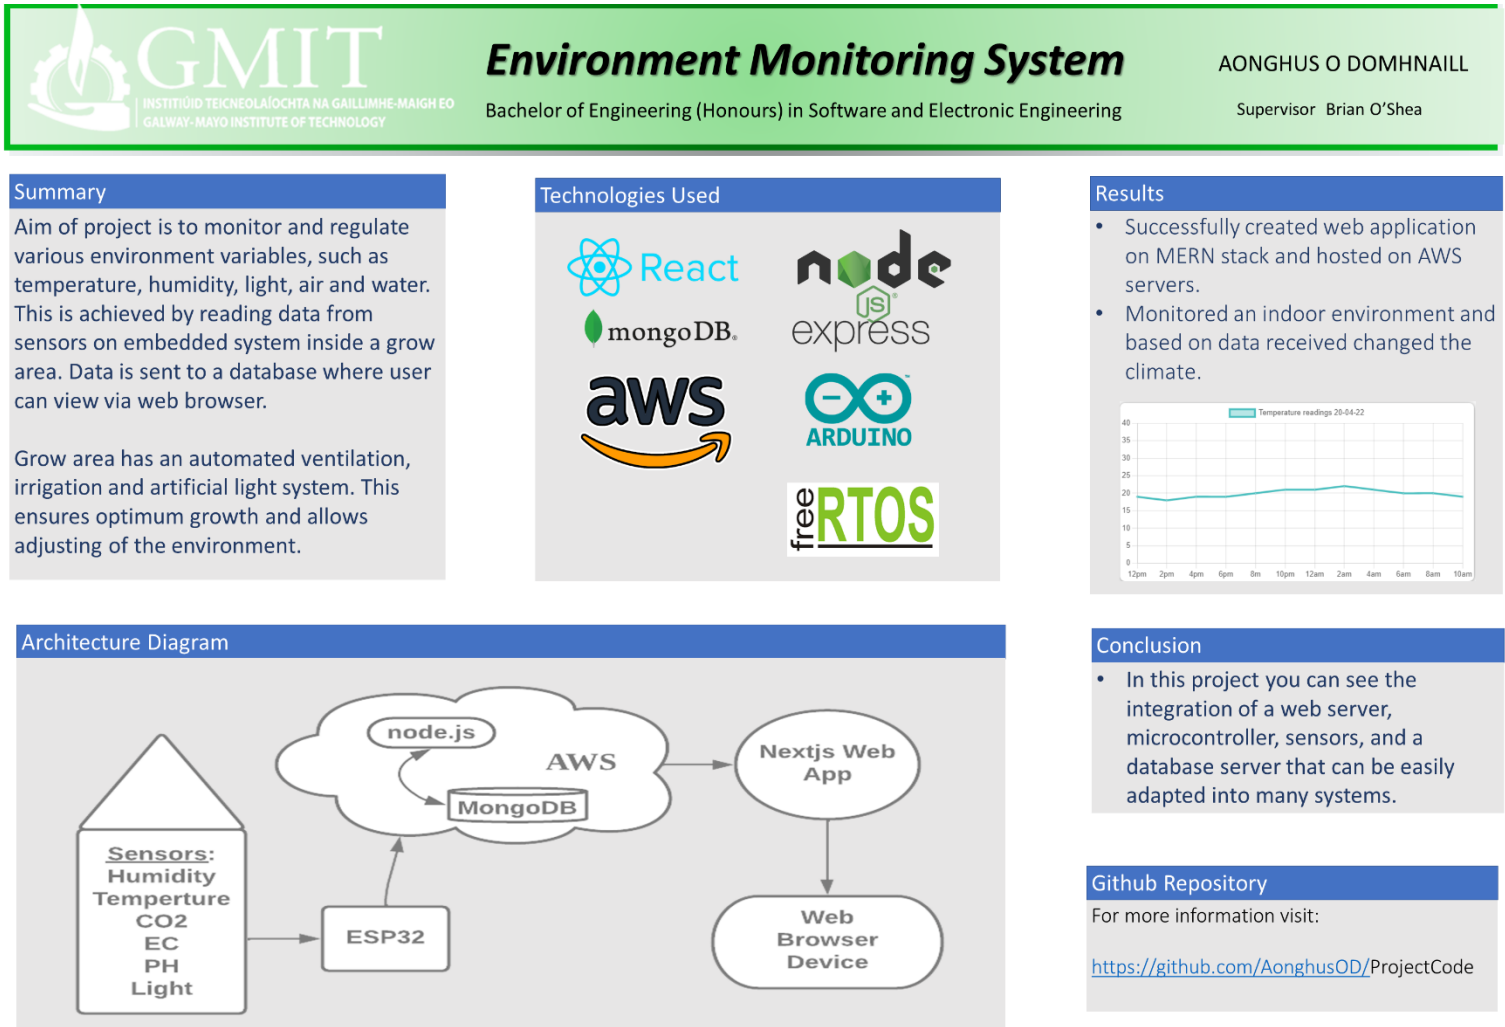 GMIT
INSTITIÚID TEICNEOLAÍOCHTA NA GAILLIMHE-MAIGH EO
GALWAY-MAYO INSTITUTE OF TECHNOLOGY
Environment Monitoring System
Bachelor of Engineering (Honours) in Software and Electronic Engineering
AONGHUS O DOMHNAILL
Supervisor Brian O'Shea
Summary
Aim of project is to monitor and regulate
various environment variables, such as
temperature, humidity, light, air and water.
This is achieved by reading data from
sensors on embedded system inside a grow
area. Data is sent to a database where user
can view via web browser.
Grow area has an automated ventilation,
irrigation and artificial light system. This
ensures optimum growth and allows
adjusting of the environment.
Technologies Used
React
node
JS
mongoDB®
express
aws
ARDUINO
free RTOS
Results
• Successfully created web application
on MERN stack and hosted on AWS
servers.
• Monitored an indoor environment and
based on data received changed the
climate.
Temperature readings 20-04-22
40
35
30
25
20
15
10
5
0
12pm 2pm 4pm 6pm 8m 10pm 12am 2am 4am 6am 8am 10am
Architecture Diagram
node.js
AWS
MongoDB
Nextjs Web
App
Sensors:
Humidity
Temperture
CO2
EC
PH
Light
ESP32
Web
Browser
Device
Conclusion
• In this project you can see the
integration of a web server,
microcontroller, sensors, and a
database server that can be easily
adapted into many systems.
Github Repository
For more information visit:
https://github.com/AonghusOD/ProjectCode